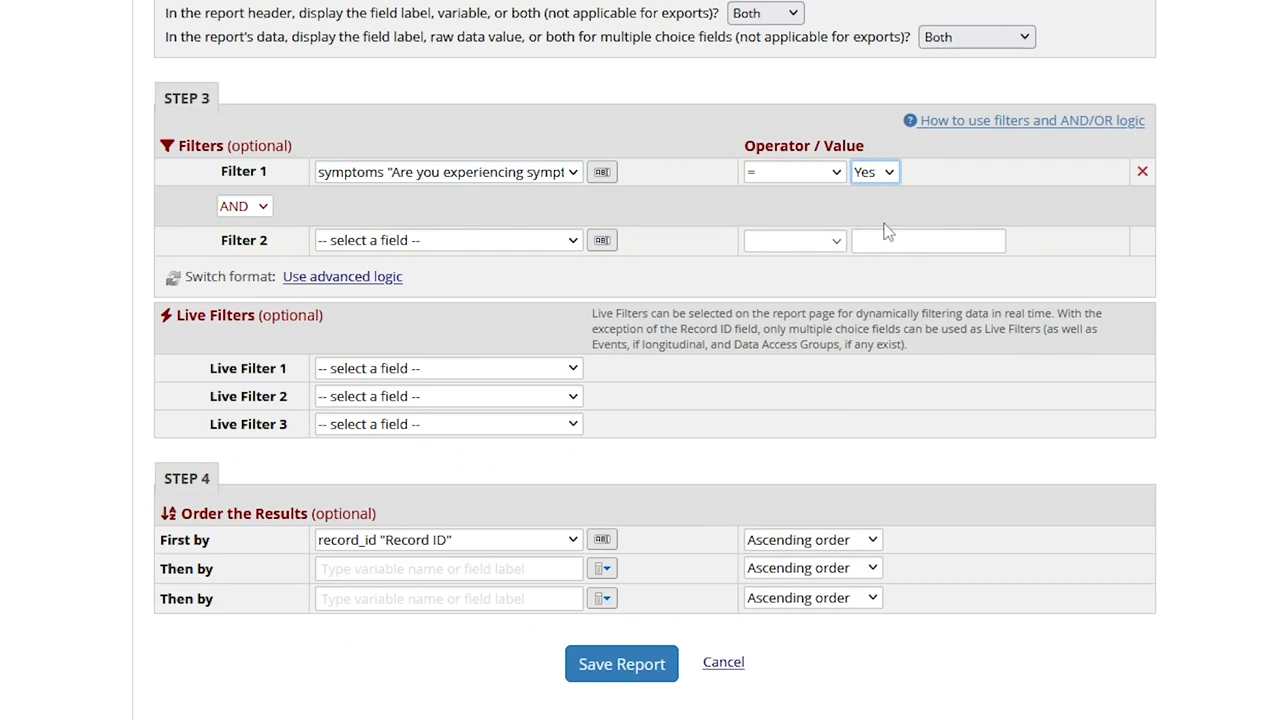 In the report header, display the field label, variable, or both (not applicable for exports)? Both
In the report's data, display the field label, raw data value, or both for multiple choice fields (not applicable for exports)? Both
STEP 3
? How to use filters and AND/OR logic
Filters (optional) Operator / Value
Filter 1 symptoms "Are you experiencing sympt ABI = Yes
AND
Filter 2 -- select a field -- ABI
Switch format: Use advanced logic
Live Filters (optional)
Live Filters can be selected on the report page for dynamically filtering data in real time. With the
exception of the Record ID field, only multiple choice fields can be used as Live Filters (as well as
Events, if longitudinal, and Data Access Groups, if any exist).
Live Filter 1 -- select a field --
Live Filter 2 -- select a field --
Live Filter 3 -- select a field --
STEP 4
Order the Results (optional)
First by record_id "Record ID" ABI Ascending order
Then by Type variable name or field label Ascending order
Then by Type variable name or field label Ascending order
Save Report Cancel